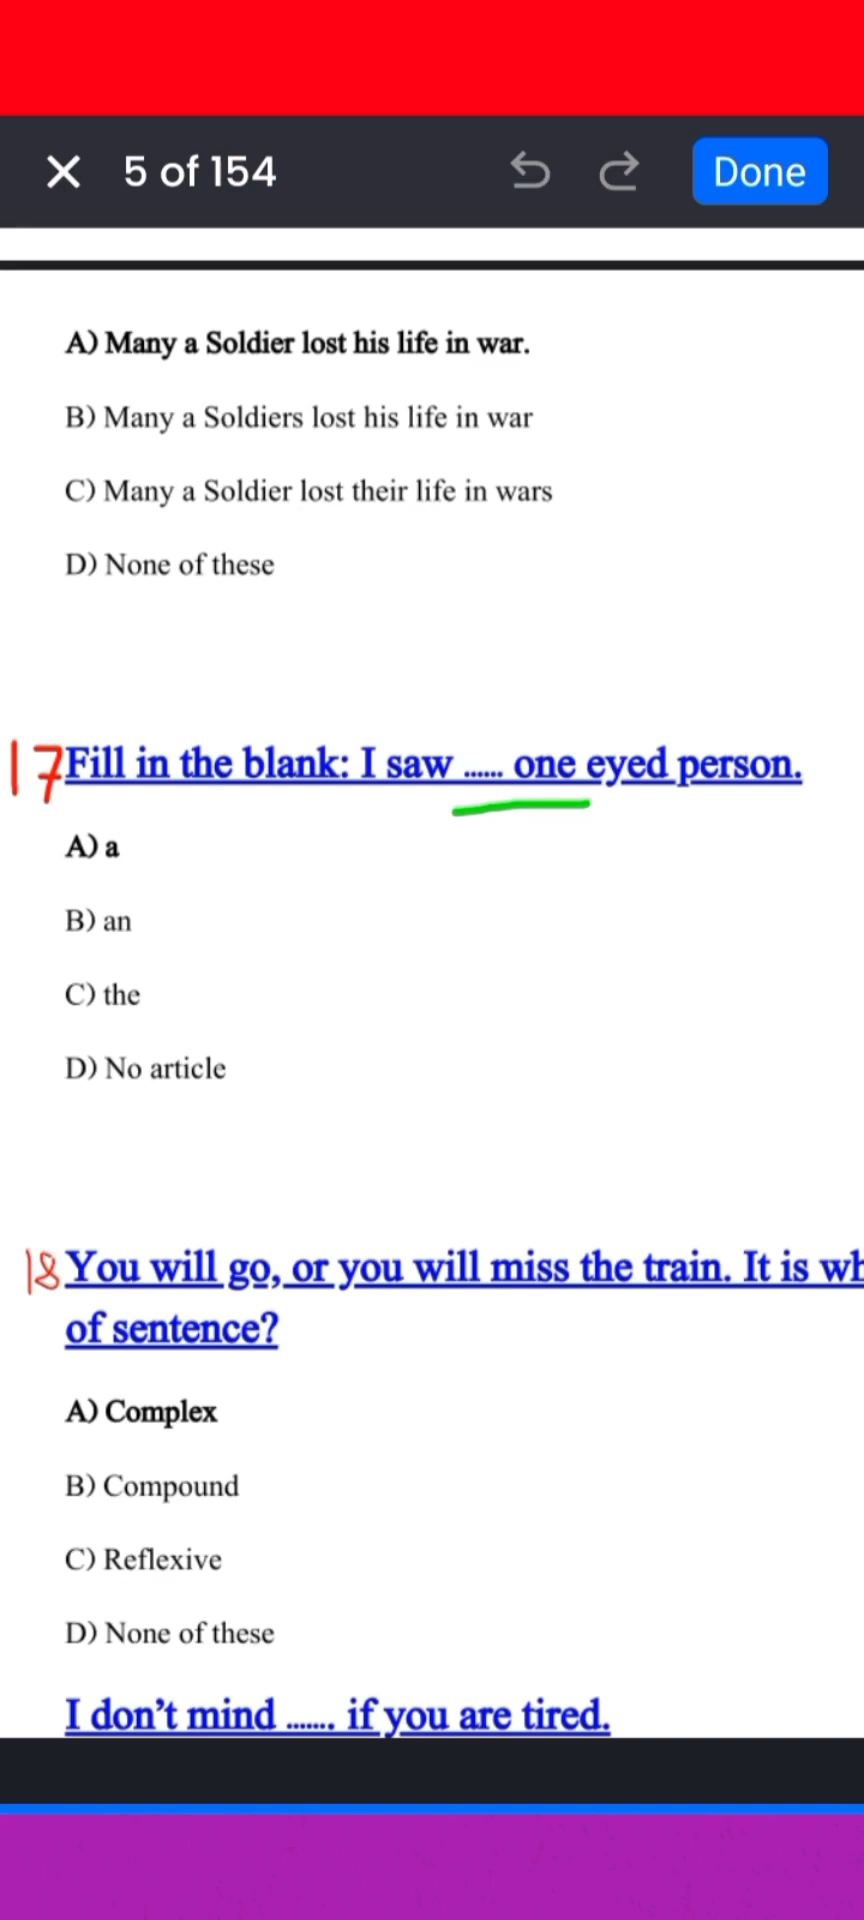 5 of 154
Done
A) Many a Soldier lost his life in war.
B) Many a Soldiers lost his life in war
C) Many a Soldier lost their life in wars
D) None of these
17 Fill in the blank: I saw ...... one eyed person.
A) a
B) an
C) the
D) No article
18 You will go, or you will miss the train. It is
of sentence?
A) Complex
B) Compound
C) Reflexive
D) None of these
I don't mind ....... if you are tired.